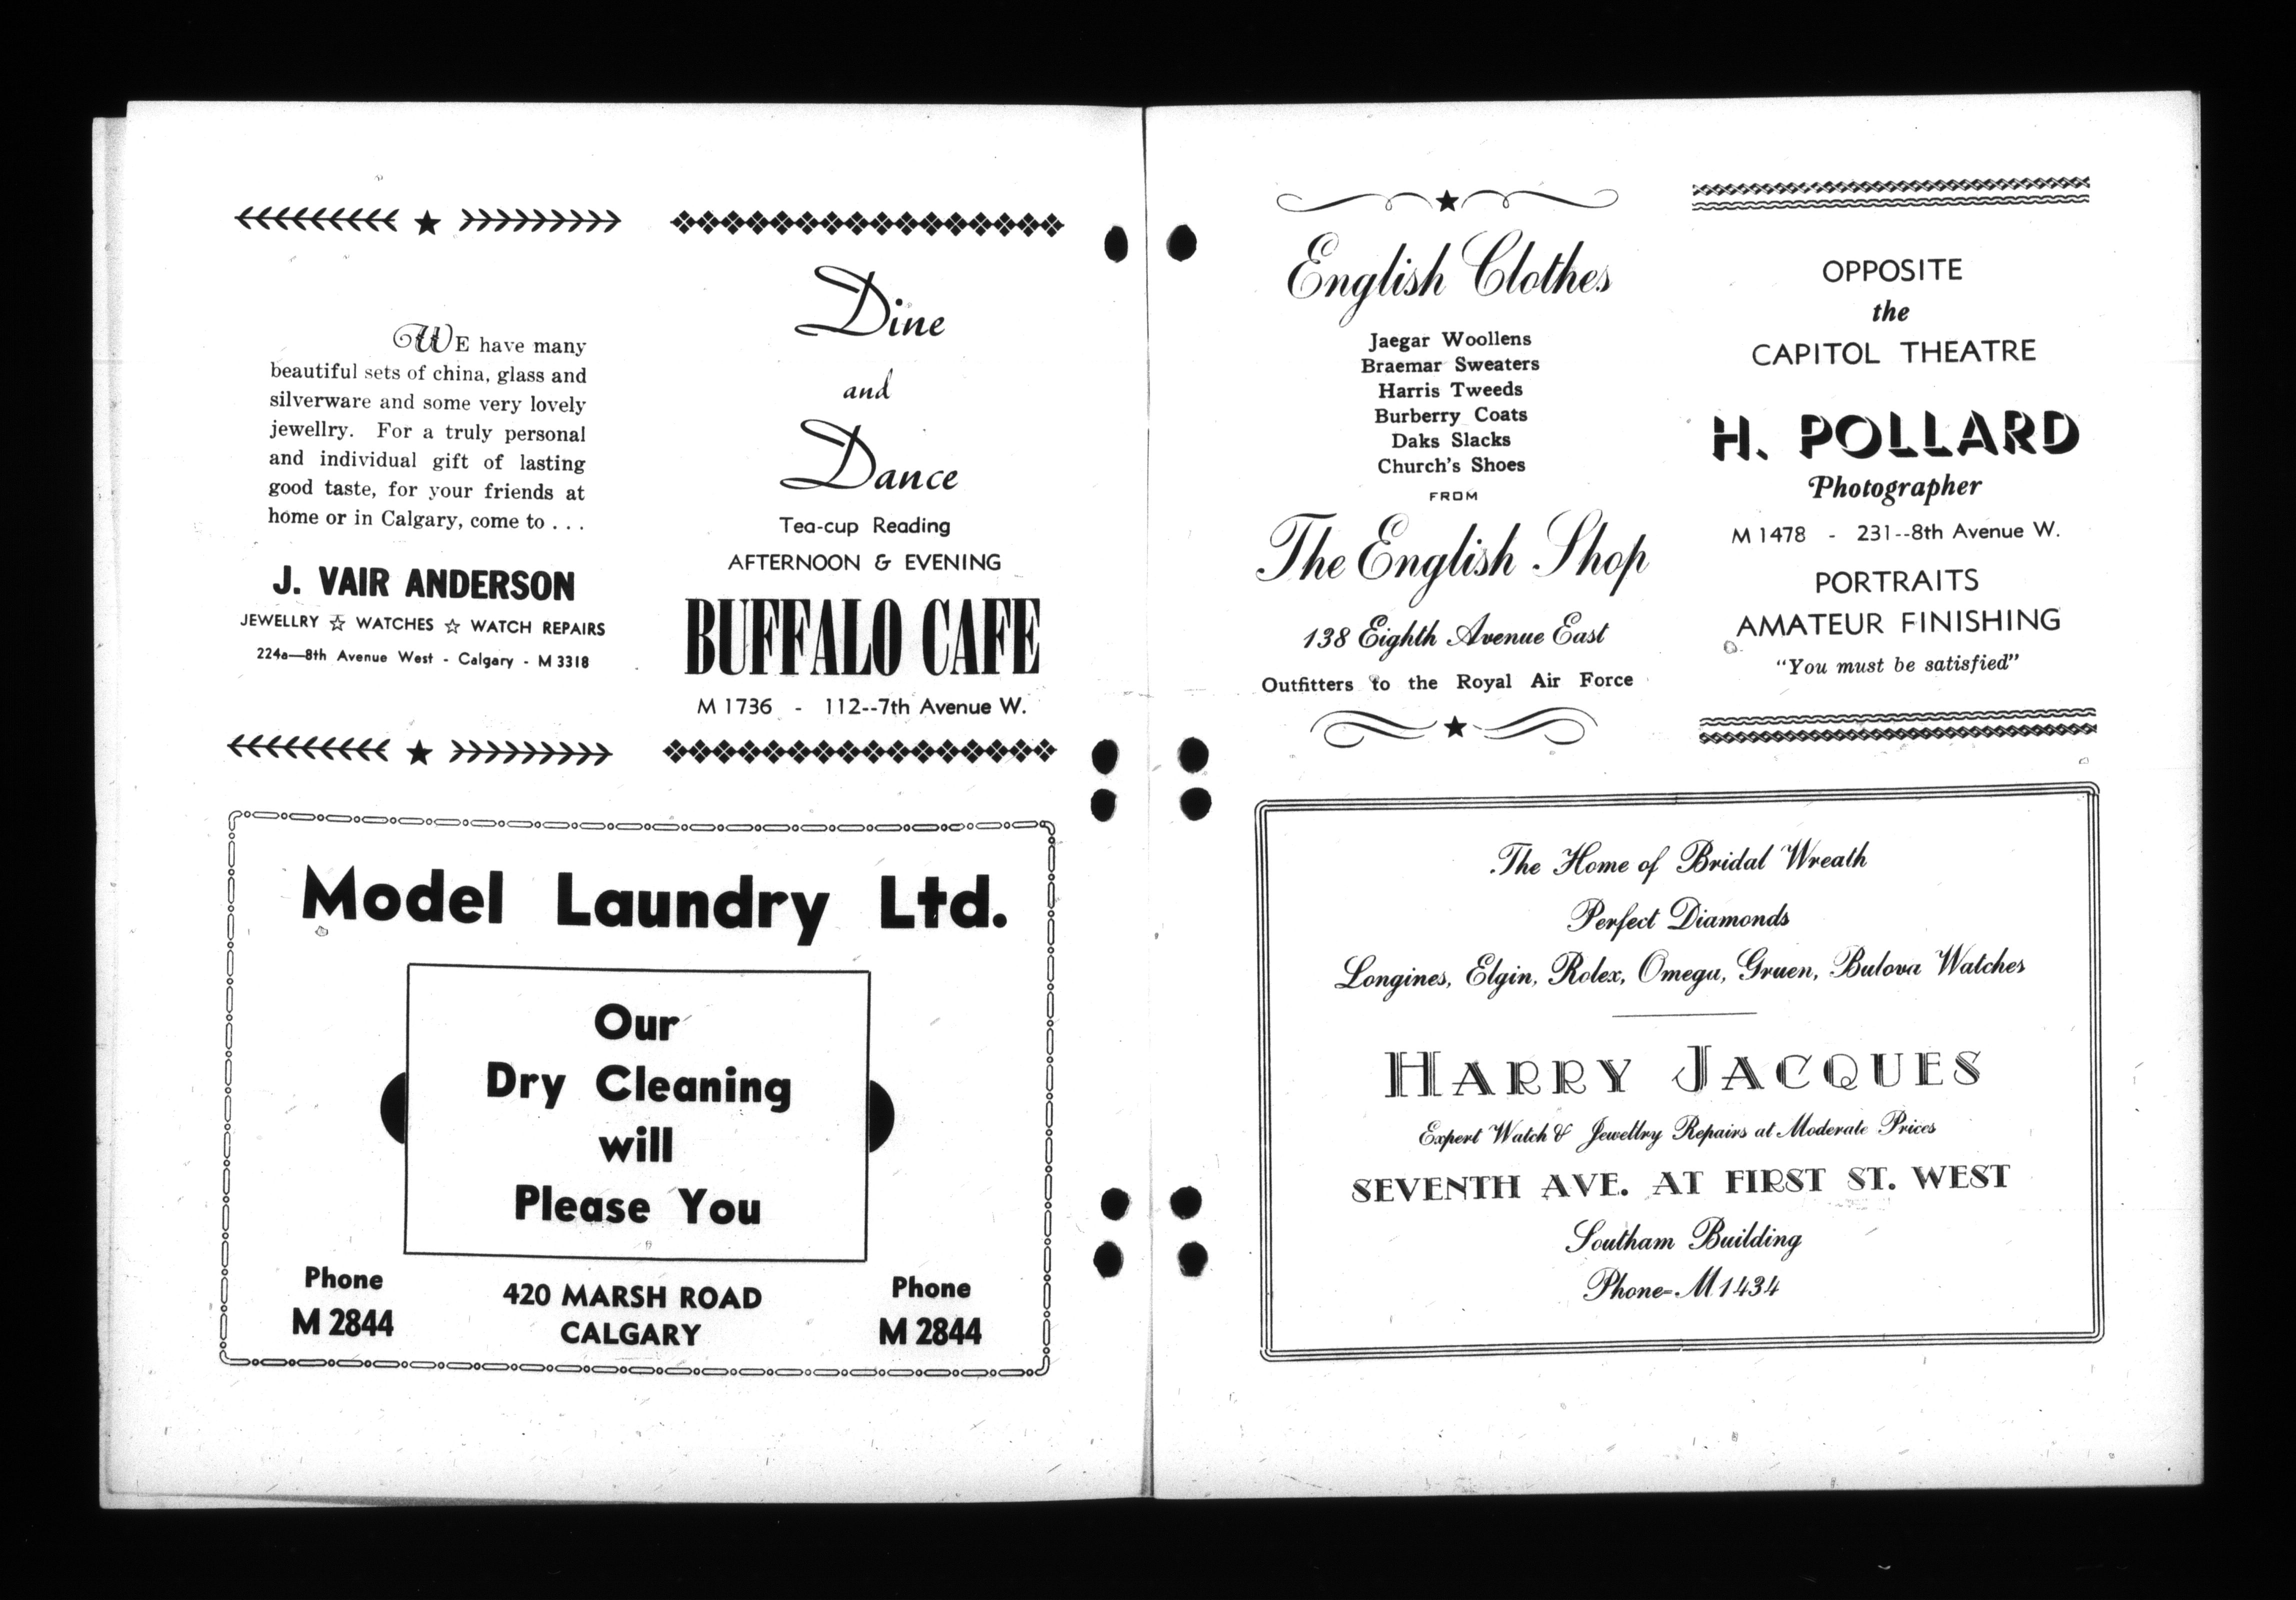 WE have many
beautiful sets of china, glass and
silverware and some very lovely
jewellry. For a truly personal
and individual gift of lasting
good taste, for your friends at
home or in Calgary, come to . . .
J. VAIR ANDERSON
JEWELLRY ☆ WATCHES ☆ WATCH REPAIRS
224a—8th Avenue West - Calgary - M 3318
Dine
and
Dance
Tea-cup Reading
AFTERNOON & EVENING
BUFFALO CAFE
M 1736 - 112--7th Avenue W.
Model Laundry Ltd.
Our
Dry Cleaning
will
Please You
Phone
M 2844
420 MARSH ROAD
CALGARY
Phone
M 2844
English Clothes
Jaegar Woollens
Braemar Sweaters
Harris Tweeds
Burberry Coats
Daks Slacks
Church's Shoes
FROM
The English Shop
138 Eighth Avenue East
Outfitters to the Royal Air Force
OPPOSITE
the
CAPITOL THEATRE
H. POLLARD
Photographer
M 1478 - 231--8th Avenue W.
PORTRAITS
AMATEUR FINISHING
"You must be satisfied"
The Home of Bridal Wreath
Perfect Diamonds
Longines, Elgin, Rolex, Omega, Gruen, Bulova Watches
HARRY JACQUES
Expert Watch & Jewellry Repairs at Moderate Prices
SEVENTH AVE. AT FIRST ST. WEST
Southam Building
Phone=M1434